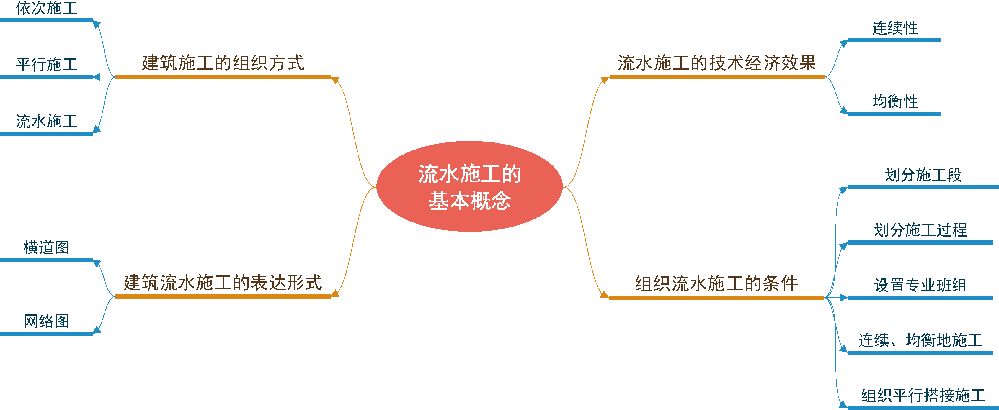 流水施工的
基本概念
建筑施工的组织方式
依次施工
平行施工
流水施工
建筑流水施工的表达形式
横道图
网络图
流水施工的技术经济效果
连续性
均衡性
组织流水施工的条件
划分施工段
划分施工过程
设置专业班组
连续、均衡地施工
组织平行搭接施工